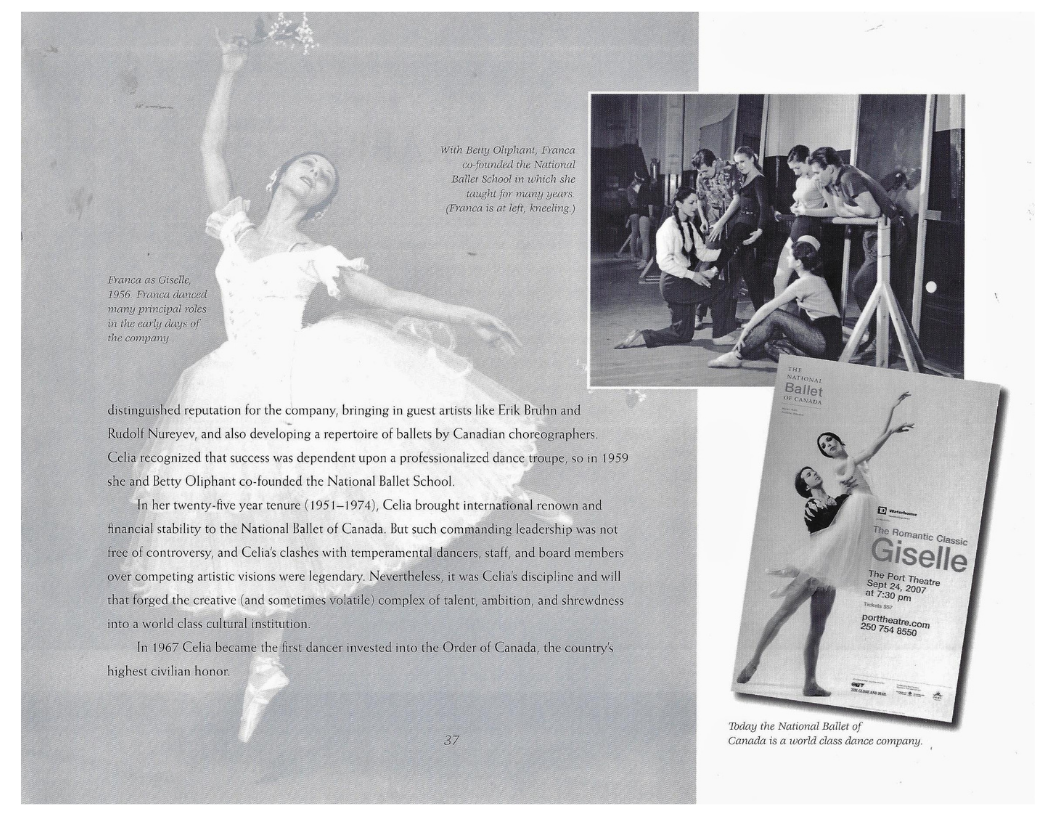 With Betty Oliphant, Franca
co-founded the National
Ballet School in which she
taught for many years.
(Franca is at left, kneeling.)
Franca as Giselle,
1956. Franca danced
many principal roles
in the early days of
the company
distinguished reputation for the company, bringing in guest artists like Erik Bruhn and
Rudolf Nureyev, and also developing a repertoire of ballets by Canadian choreographers.
Celia recognized that success was dependent upon a professionalized dance troupe, so in 1959
she and Betty Oliphant co-founded the National Ballet School.
In her twenty-five year tenure (1951–1974), Celia brought international renown and
financial stability to the National Ballet of Canada. But such commanding leadership was not
free of controversy, and Celia's clashes with temperamental dancers, staff, and board members
over competing artistic visions were legendary. Nevertheless, it was Celia's discipline and will
that forged the creative (and sometimes volatile) complex of talent, ambition, and shrewdness
into a world class cultural institution.
In 1967 Celia became the first dancer invested into the Order of Canada, the country's
highest civilian honor.
37
THE
NATIONAL
Ballet
OF CANADA
TD Waterhouse
The Romantic Classic
Giselle
The Port Theatre
Sept 24, 2007
at 7:30 pm
Tickets $57
porttheatre.com
250 754 8550
THE GLOBE AND MAIL
Today the National Ballet of
Canada is a world class dance company.